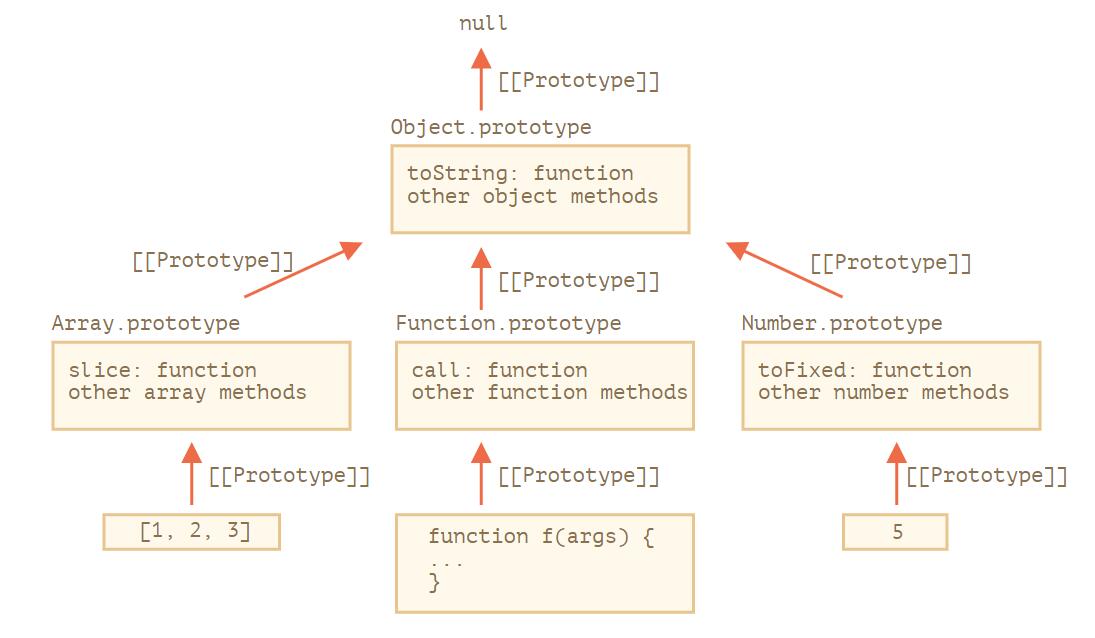 null
[[Prototype]]
Object.prototype
toString: function
other object methods
[[Prototype]]
[[Prototype]]
[[Prototype]]
Array.prototype
Function.prototype
Number.prototype
slice: function
other array methods
call: function
other function methods
toFixed: function
other number methods
[[Prototype]]
[[Prototype]]
[[Prototype]]
[1, 2, 3]
function f(args) {
...
}
5